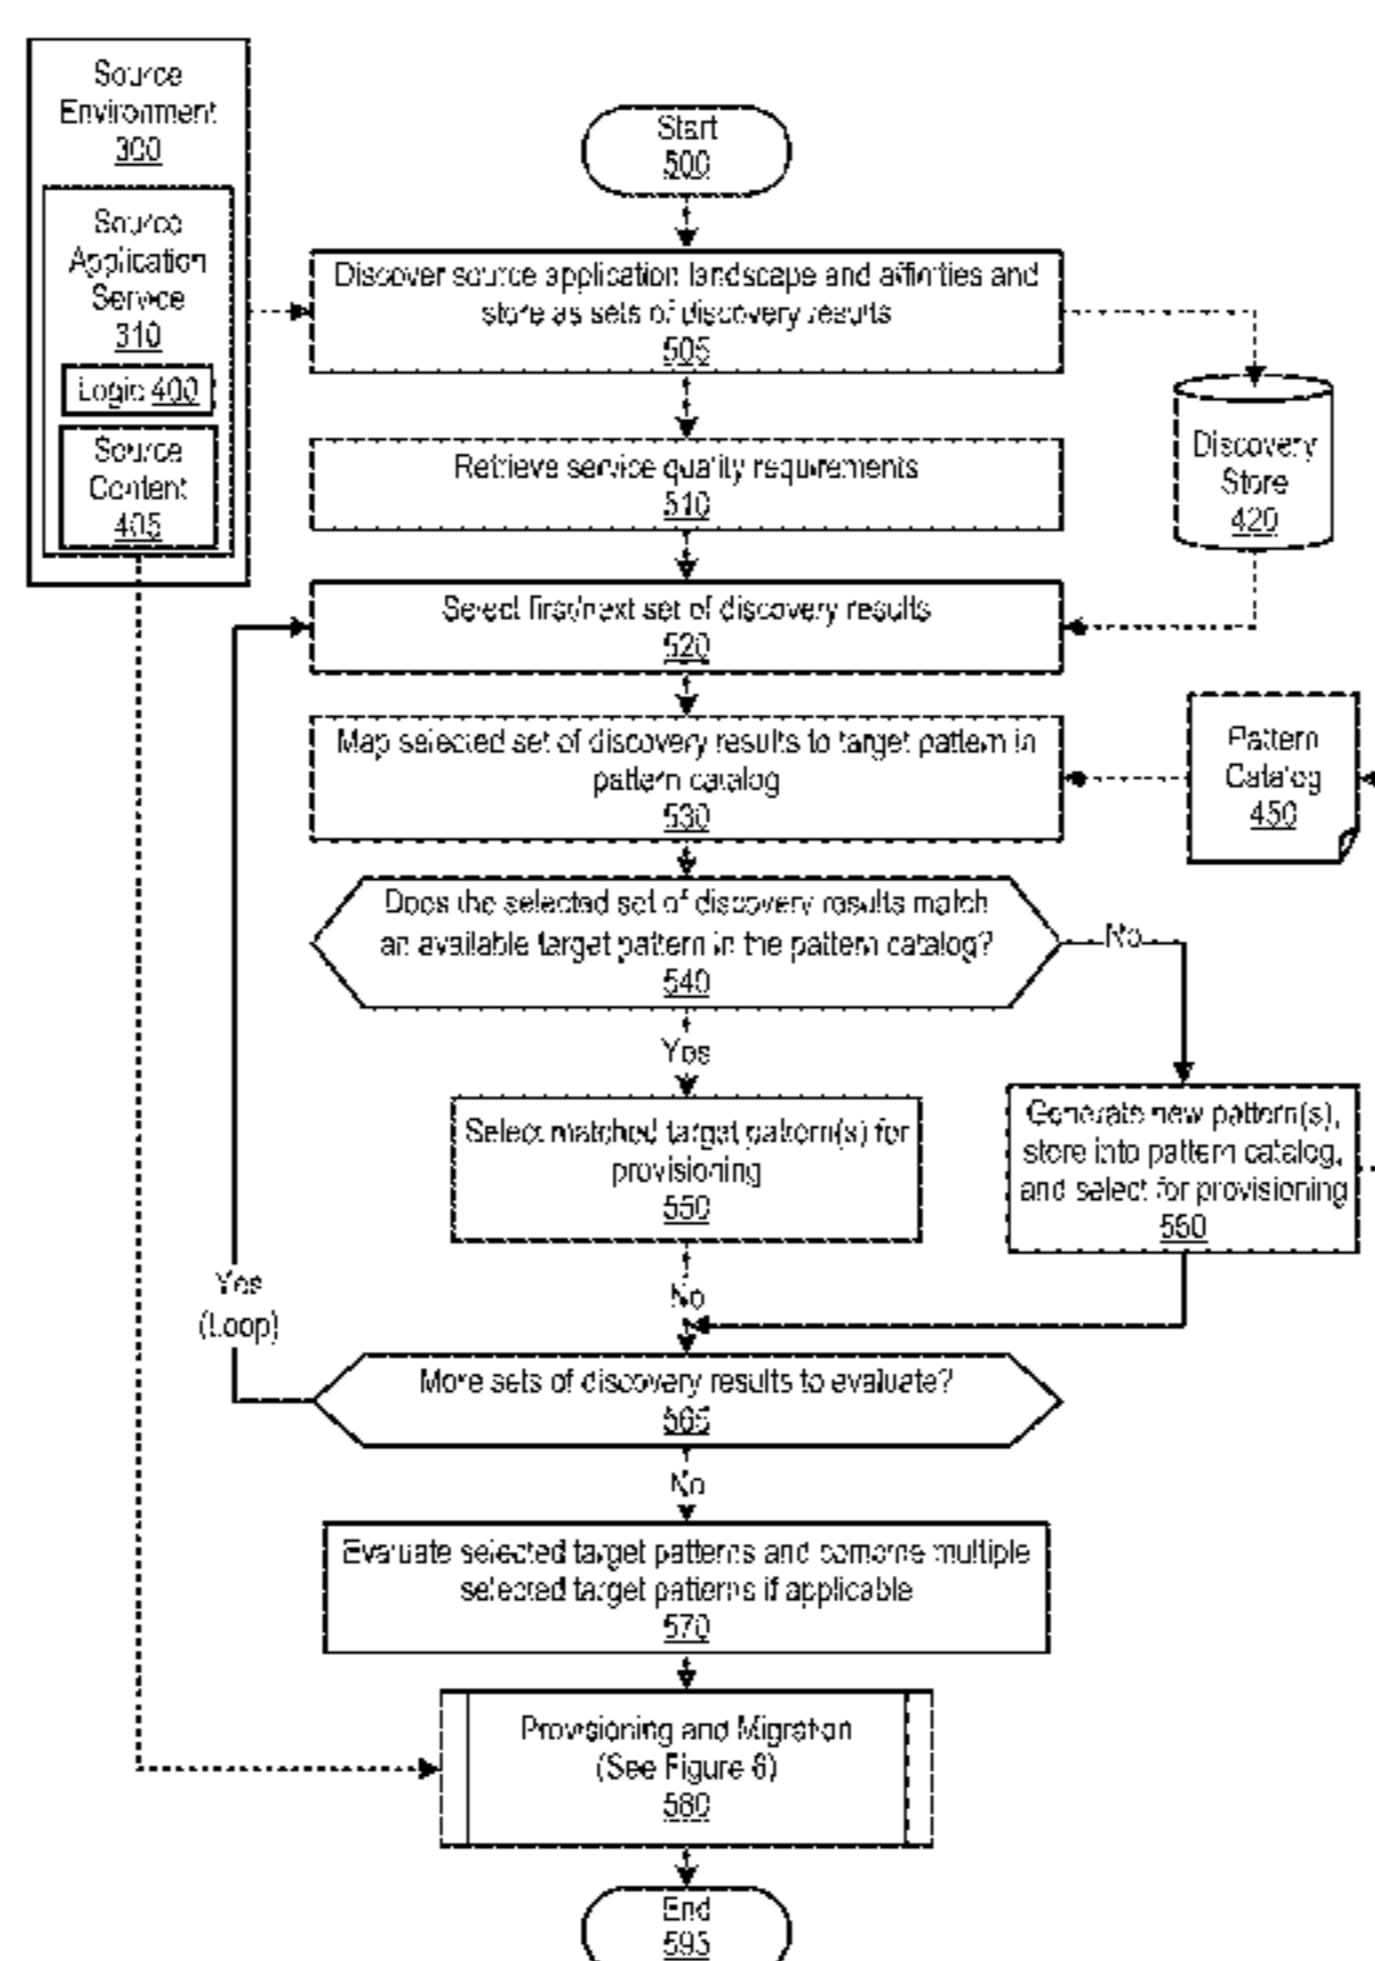 Source
Environment
300
Source
Application
Service
310
Logic 400
Source
Content
405
Start
500
Discover source application landscape and affinities and
store as sets of discovery results
505
Discovery
Store
420
Retrieve service quality requirements
510
Select first/next set of discovery results
520
Map selected set of discovery results to target pattern in
pattern catalog
530
Pattern
Catalog
450
Does the selected set of discovery results match
an available target pattern in the pattern catalog?
540
No
Yes
Select matched target pattern(s) for
provisioning
550
Generate new pattern(s),
store into pattern catalog,
and select for provisioning
560
No
Yes
(Loop)
More sets of discovery results to evaluate?
565
No
Evaluate selected target patterns and combine multiple
selected target patterns if applicable
570
Provisioning and Migration
(See Figure 6)
580
End
595